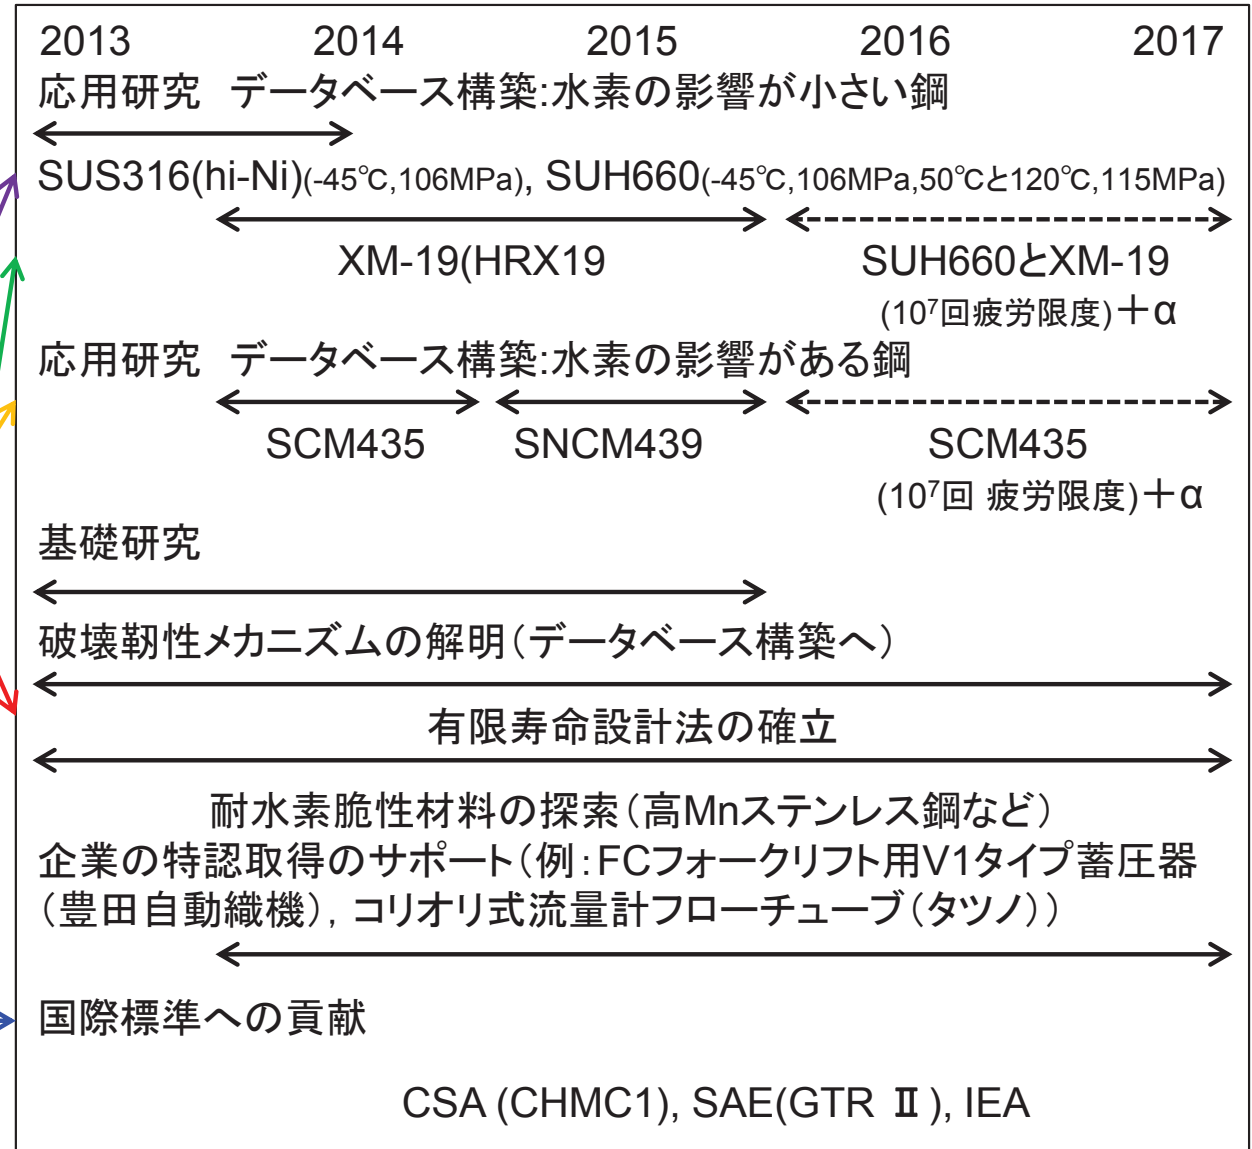 2013 2014 2015 2016 2017
応用研究 データベース構築:水素の影響が小さい鋼
SUS316(hi-Ni)(-45℃,106MPa), SUH660(-45℃,106MPa,50℃と120℃,115MPa)
XM-19(HRX19 SUH660とXM-19
(10⁷回疲労限度)＋α
応用研究 データベース構築:水素の影響がある鋼
SCM435 SNCM439 SCM435
(10⁷回 疲労限度)＋α
基礎研究
破壊靭性メカニズムの解明（データベース構築へ）
有限寿命設計法の確立
耐水素脆性材料の探索（高Mnステンレス鋼など）
企業の特認取得のサポート（例：FCフォークリフト用V1タイプ蓄圧器
（豊田自動織機），コリオリ式流量計フローチューブ（タツノ））
国際標準への貢献
CSA (CHMC1), SAE(GTR Ⅱ), IEA